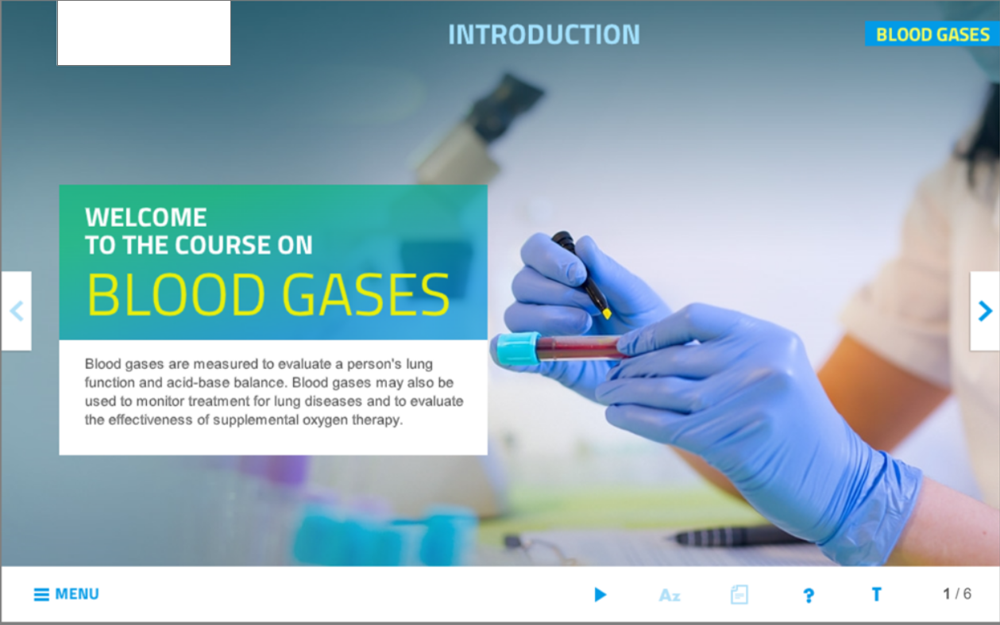 INTRODUCTION
BLOOD GASES
WELCOME
TO THE COURSE ON
BLOOD GASES
Blood gases are measured to evaluate a person's lung
function and acid-base balance. Blood gases may also be
used to monitor treatment for lung diseases and to evaluate
the effectiveness of supplemental oxygen therapy.
MENU
Az
?
T
1 / 6